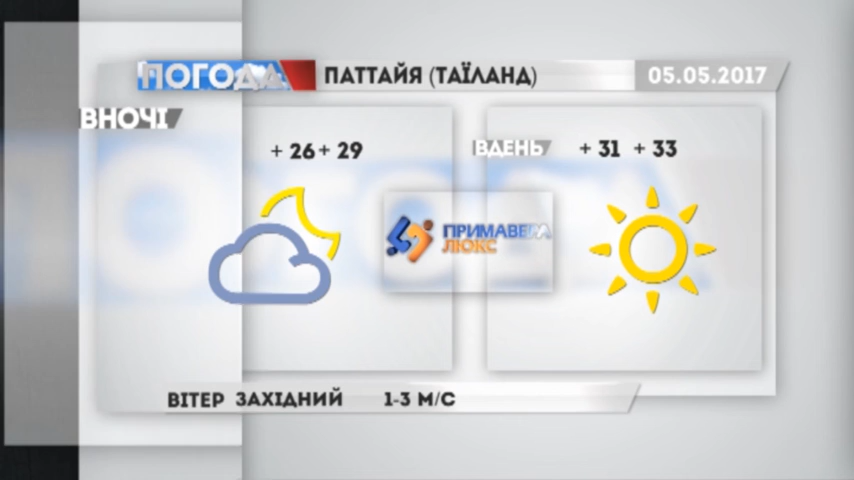 ПОГОДА ПАТТАЙЯ (ТАЇЛАНД) 05.05.2017
ВНОЧІ
+ 26 + 29
ВДЕНЬ + 31 + 33
ПРИМАВЕРА
ЛЮКС
ВІТЕР ЗАХІДНИЙ 1-3 М/С